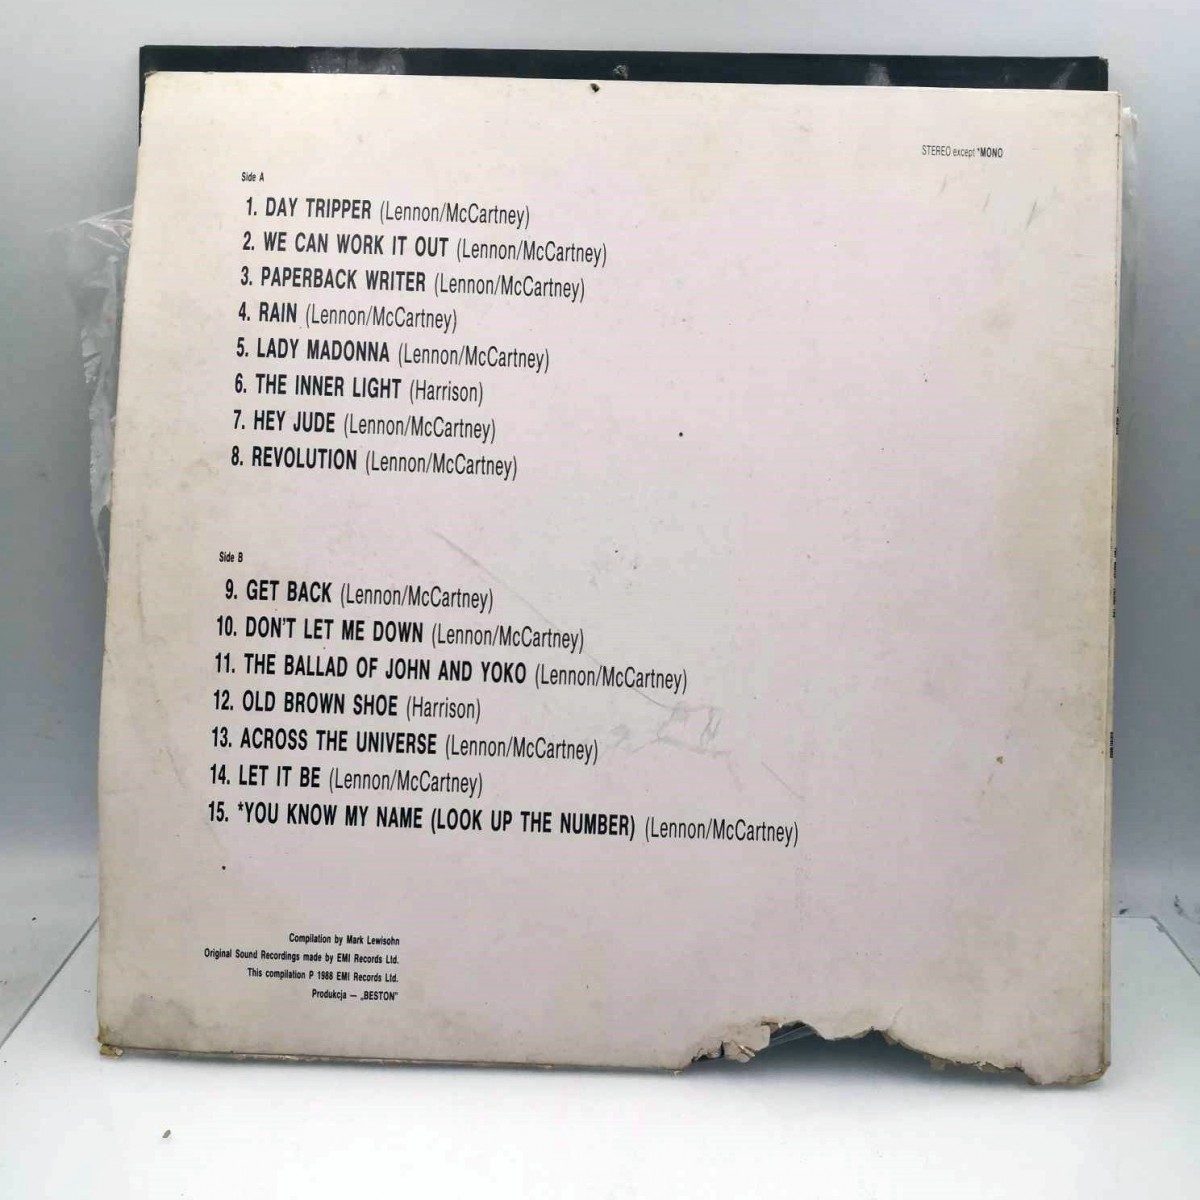 STEREO except *MONO
Side A
1. DAY TRIPPER (Lennon/McCartney)
2. WE CAN WORK IT OUT (Lennon/McCartney)
3. PAPERBACK WRITER (Lennon/McCartney)
4. RAIN (Lennon/McCartney)
5. LADY MADONNA (Lennon/McCartney)
6. THE INNER LIGHT (Harrison)
7. HEY JUDE (Lennon/McCartney)
8. REVOLUTION (Lennon/McCartney)
Side B
9. GET BACK (Lennon/McCartney)
10. DON'T LET ME DOWN (Lennon/McCartney)
11. THE BALLAD OF JOHN AND YOKO (Lennon/McCartney)
12. OLD BROWN SHOE (Harrison)
13. ACROSS THE UNIVERSE (Lennon/McCartney)
14. LET IT BE (Lennon/McCartney)
15. *YOU KNOW MY NAME (LOOK UP THE NUMBER) (Lennon/McCartney)
Compilation by Mark Lewisohn
Original Sound Recordings made by EMI Records Ltd.
This compilation P 1988 EMI Records Ltd.
Produkcja — „BESTON"